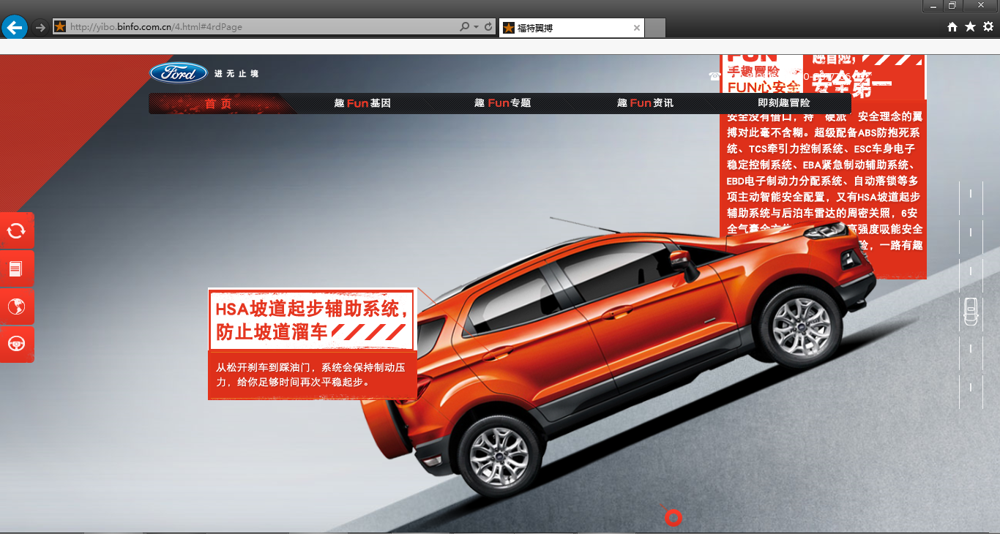 http://yibo.binfo.com.cn/4.html#4rdPage
福特翼搏
Ford
进无止境
FUN
趣冒险,
手趣冒险
安全第一
FUN心安全
首页
趣Fun基因
趣Fun专题
趣Fun资讯
即刻趣冒险
安全没有借口，持“硬派”安全理念的翼
搏对此毫不含糊。超级配备ABS防抱死系
统、TCS牵引力控制系统、ESC车身电子
稳定控制系统、EBA紧急制动辅助系统、
EBD电子制动力分配系统、自动落锁等多
项主动智能安全配置，又有HSA坡道起步
辅助系统与后泊车雷达的周密关照，6安
全气囊全方位
高强度吸能安全
险，一路有趣
HSA坡道起步辅助系统，
防止坡道溜车
从松开刹车到踩油门，系统会保持制动压
力，给你足够时间再次平稳起步。